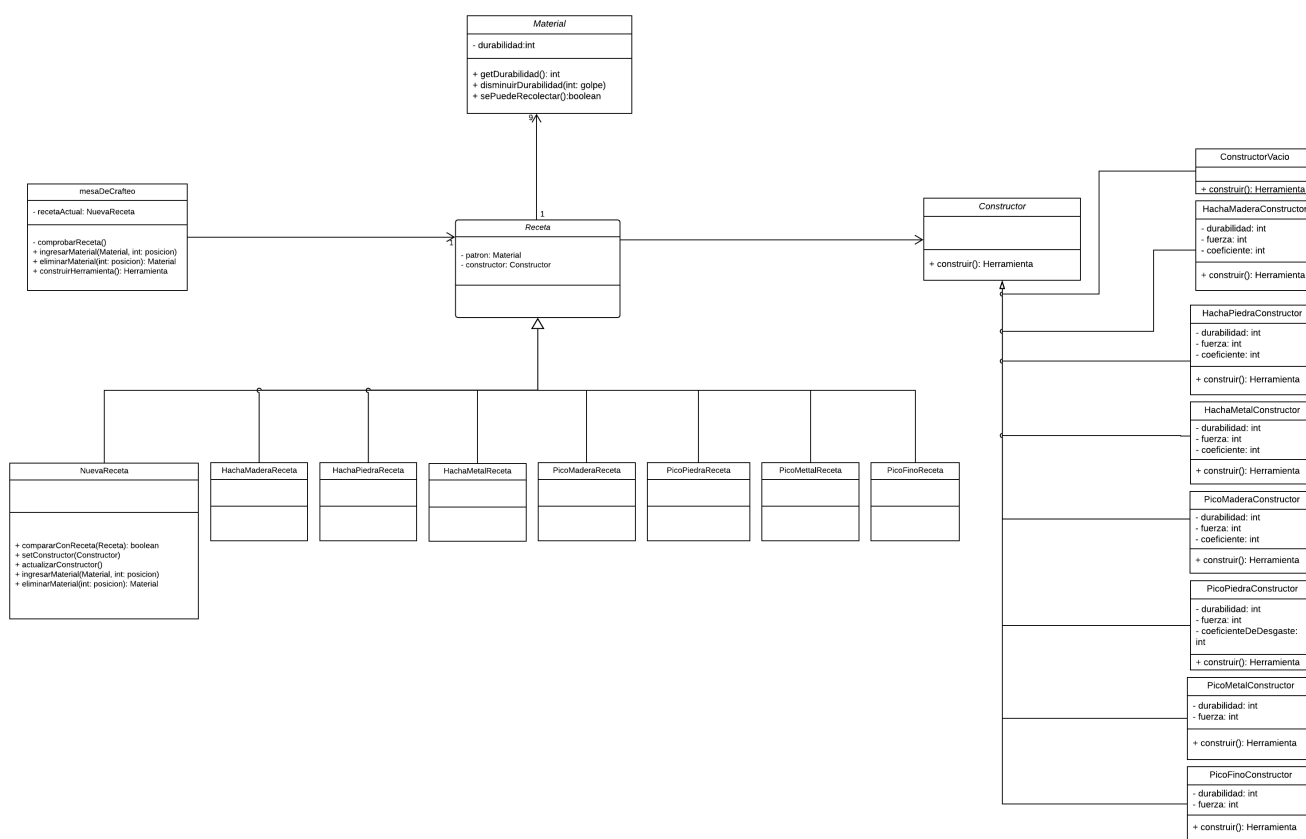 Material
- durabilidad:int
+ getDurabilidad(): int
+ disminuirDurabilidad(int: golpe)
+ sePuedeRecolectar():boolean
9
mesaDeCrafteo
- recetaActual: NuevaReceta
- comprobarReceta()
+ ingresarMaterial(Material, int: posicion)
+ eliminarMaterial(int: posicion): Material
+ construirHerramienta(): Herramienta
1
1
Receta
- patron: Material
- constructor: Constructor
Constructor
+ construir(): Herramienta
ConstructorVacio
+ construir(): Herramienta
HachaMaderaConstructor
- durabilidad: int
- fuerza: int
- coeficiente: int
+ construir(): Herramienta
HachaPiedraConstructor
- durabilidad: int
- fuerza: int
- coeficiente: int
+ construir(): Herramienta
HachaMetalConstructor
- durabilidad: int
- fuerza: int
- coeficiente: int
+ construir(): Herramienta
PicoMaderaConstructor
- durabilidad: int
- fuerza: int
- coeficiente: int
+ construir(): Herramienta
PicoPiedraConstructor
- durabilidad: int
- fuerza: int
- coeficienteDeDesgaste:
int
+ construir(): Herramienta
PicoMetalConstructor
- durabilidad: int
- fuerza: int
+ construir(): Herramienta
PicoFinoConstructor
- durabilidad: int
- fuerza: int
+ construir(): Herramienta
NuevaReceta
+ compararConReceta(Receta): boolean
+ setConstructor(Constructor)
+ actualizarConstructor()
+ ingresarMaterial(Material, int: posicion)
+ eliminarMaterial(int: posicion): Material
HachaMaderaReceta
HachaPiedraReceta
HachaMetalReceta
PicoMaderaReceta
PicoPiedraReceta
PicoMettalReceta
PicoFinoReceta